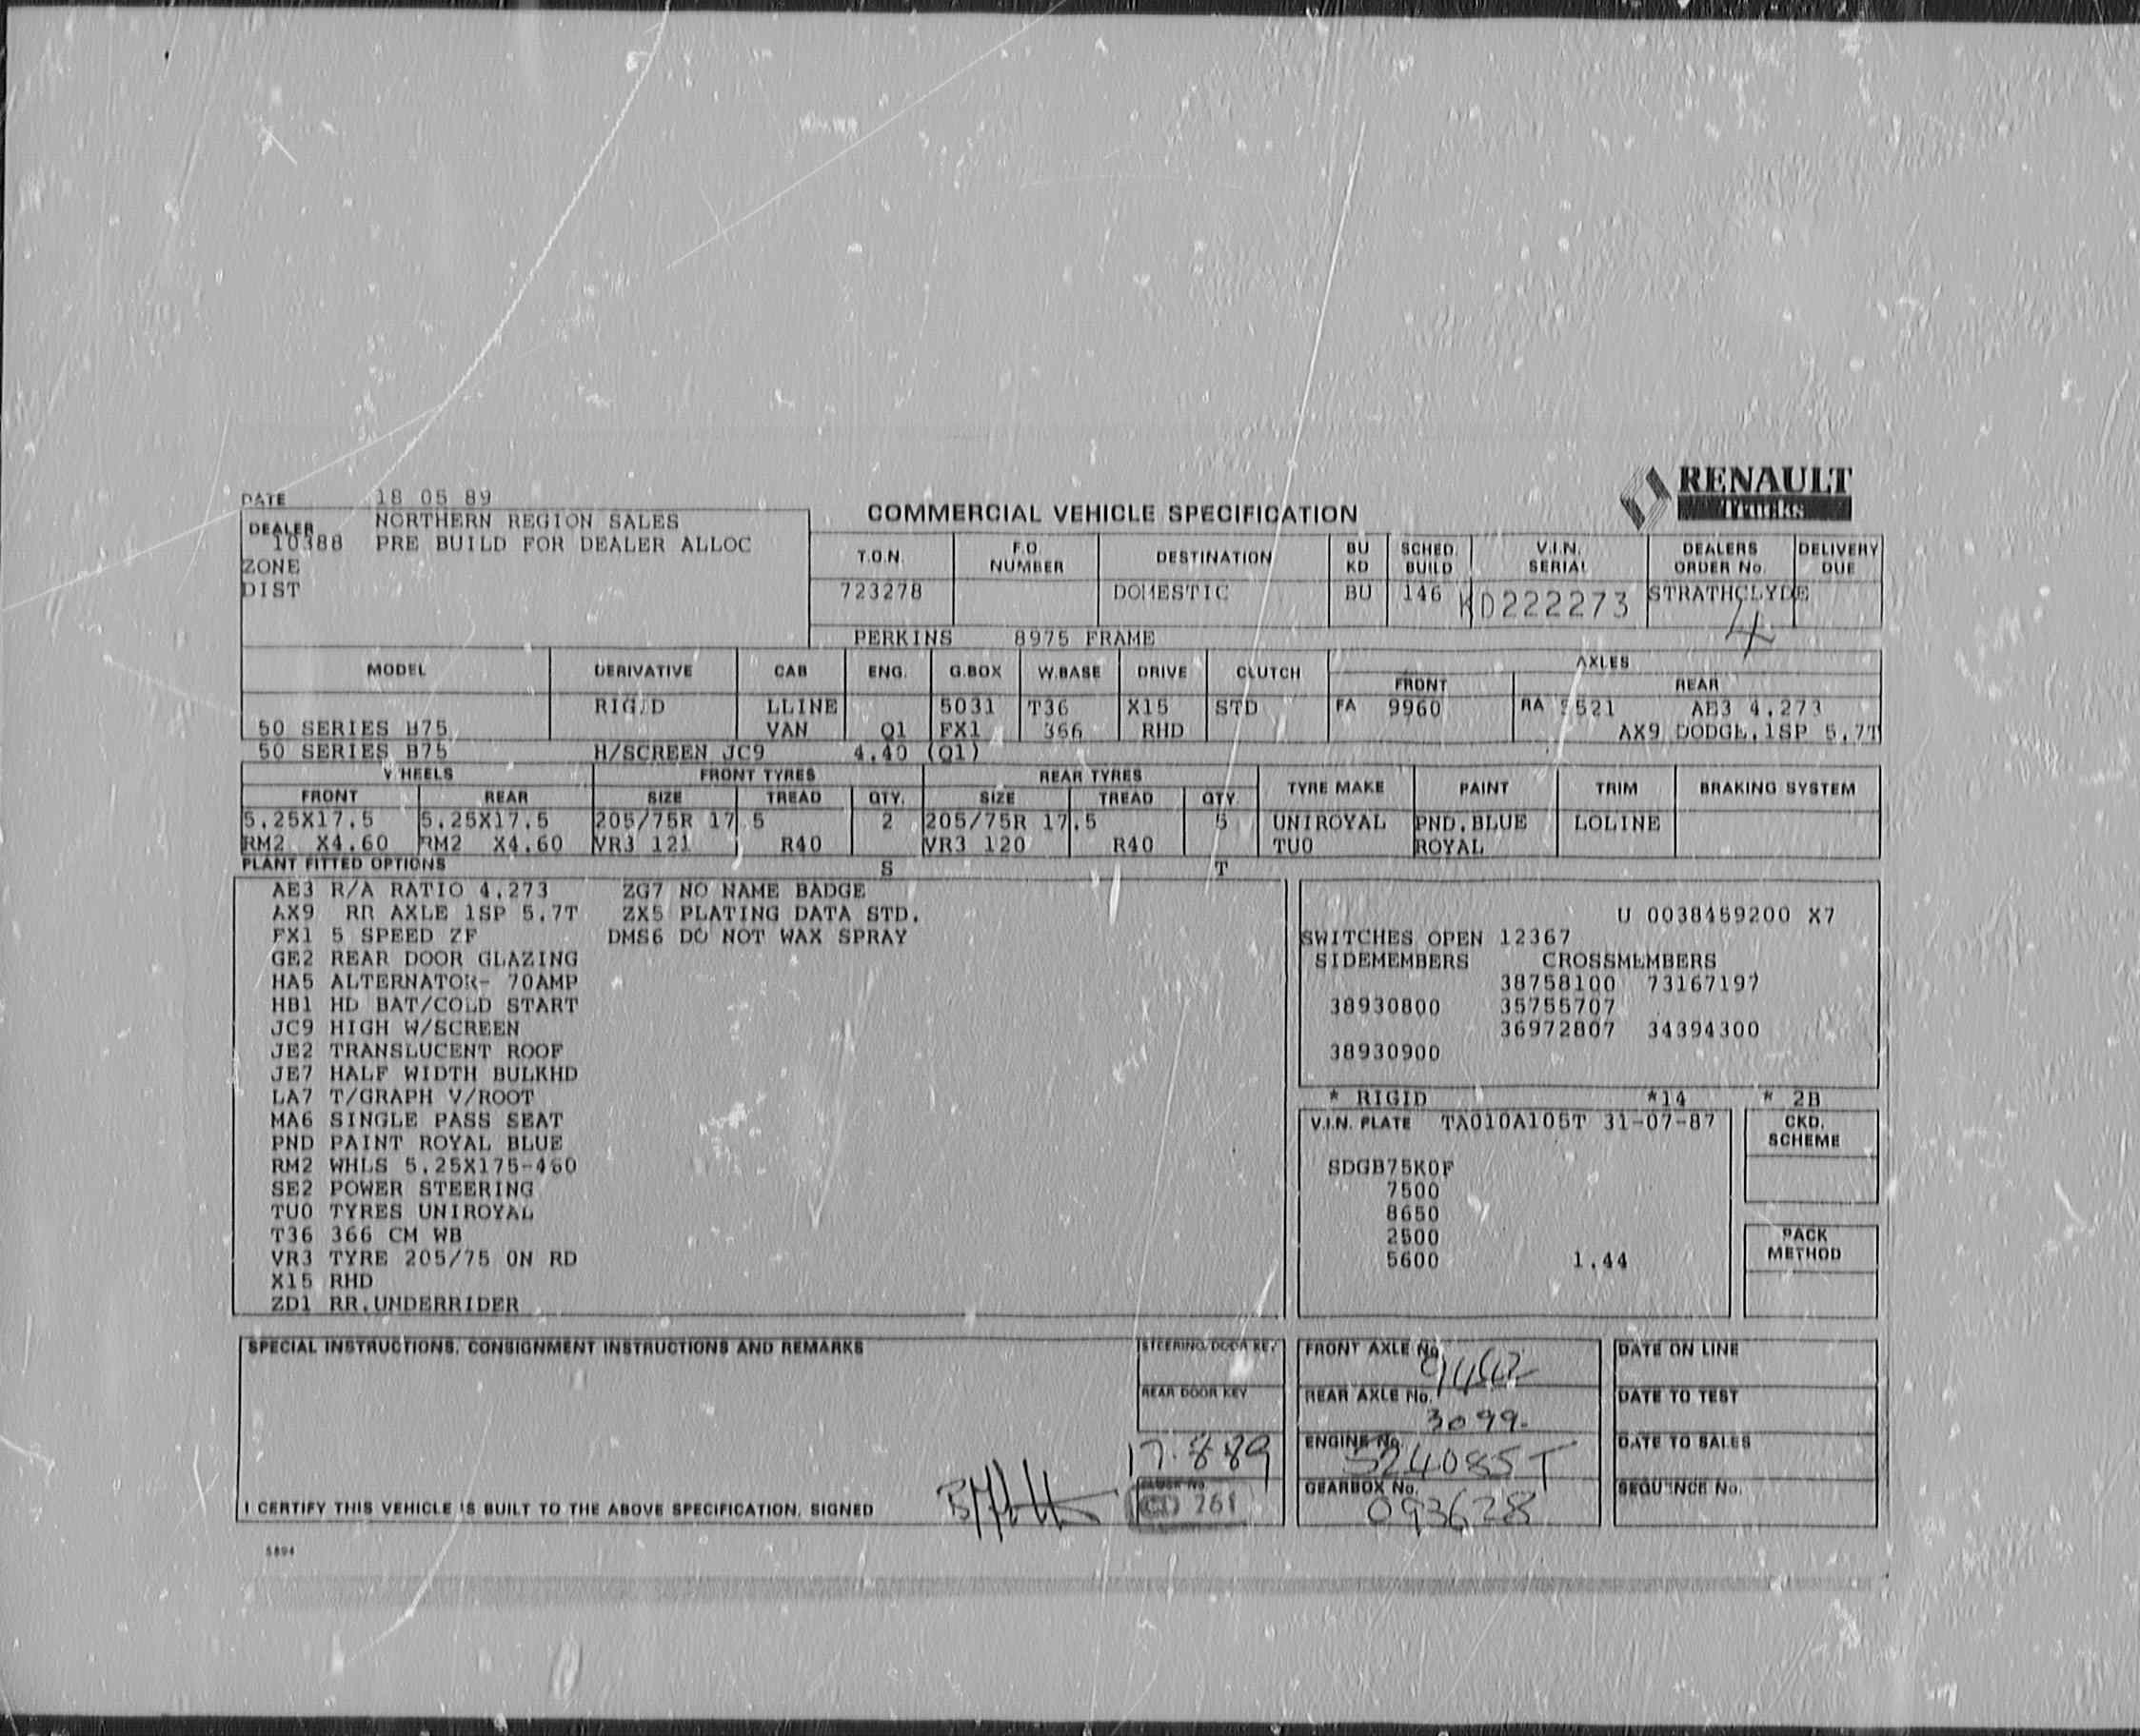 DATE 18 05 89
RENAULT
Trucks
COMMERCIAL VEHICLE SPECIFICATION
DEALER NORTHERN REGION SALES
10388 PRE BUILD FOR DEALER ALLOC
ZONE
DIST
T.O.N. F.O. NUMBER DESTINATION BU KD SCHED. BUILD V.I.N. SERIAL DEALERS ORDER No. DELIVERY DUE
723278 DOMESTIC BU 146 KD222273 STRATHCLYDE
4
PERKINS 8975 FRAME
MODEL DERIVATIVE CAB ENG. G.BOX W.BASE DRIVE CLUTCH AXLES
FRONT REAR
RIGID LLINE 5031 T36 X15 STD FA 9960 RA 521 AE3 4.273
50 SERIES B75 VAN Q1 FX1 366 RHD AX9 DODGE,1SP 5.7T
50 SERIES B75 H/SCREEN JC9 4.40 (Q1)
WHEELS FRONT TYRES REAR TYRES TYRE MAKE PAINT TRIM BRAKING SYSTEM
FRONT REAR SIZE TREAD QTY. SIZE TREAD QTY
5.25X17.5 5.25X17.5 205/75R 17.5 2 205/75R 17.5 5 UNIROYAL PND.BLUE LOLINE
RM2 X4.60 RM2 X4.60 VR3 121 R40 VR3 120 R40 TU0 ROYAL
PLANT FITTED OPTIONS S T
AE3 R/A RATIO 4.273 ZG7 NO NAME BADGE
AX9 RR AXLE 1SP 5.7T ZX5 PLATING DATA STD.
FX1 5 SPEED ZF DMS6 DO NOT WAX SPRAY
GE2 REAR DOOR GLAZING
HA5 ALTERNATOR- 70AMP
HB1 HD BAT/COLD START
JC9 HIGH W/SCREEN
JE2 TRANSLUCENT ROOF
JE7 HALF WIDTH BULKHD
LA7 T/GRAPH V/ROOT
MA6 SINGLE PASS SEAT
PND PAINT ROYAL BLUE
RM2 WHLS 5.25X175-460
SE2 POWER STEERING
TU0 TYRES UNIROYAL
T36 366 CM WB
VR3 TYRE 205/75 ON RD
X15 RHD
ZD1 RR.UNDERRIDER
U 0038459200 X7
SWITCHES OPEN 12367
SIDEMEMBERS CROSSMEMBERS
38758100 73167197
38930800 35755707
36972807 34394300
38930900
* RIGID *14 * 2B
V.I.N. PLATE TA010A105T 31-07-87
SDGB75K0F
7500
8650
2500
5600 1.44
CKD. SCHEME
PACK METHOD
SPECIAL INSTRUCTIONS, CONSIGNMENT INSTRUCTIONS AND REMARKS
STEERING/DOOR KEY
REAR DOOR KEY
17.8.89
CD 261
I CERTIFY THIS VEHICLE IS BUILT TO THE ABOVE SPECIFICATION. SIGNED
FRONT AXLE No.
REAR AXLE No.
3099.
ENGINE No.
524085T
GEARBOX No.
093628
DATE ON LINE
DATE TO TEST
DATE TO SALES
SEQUENCE No.
5894